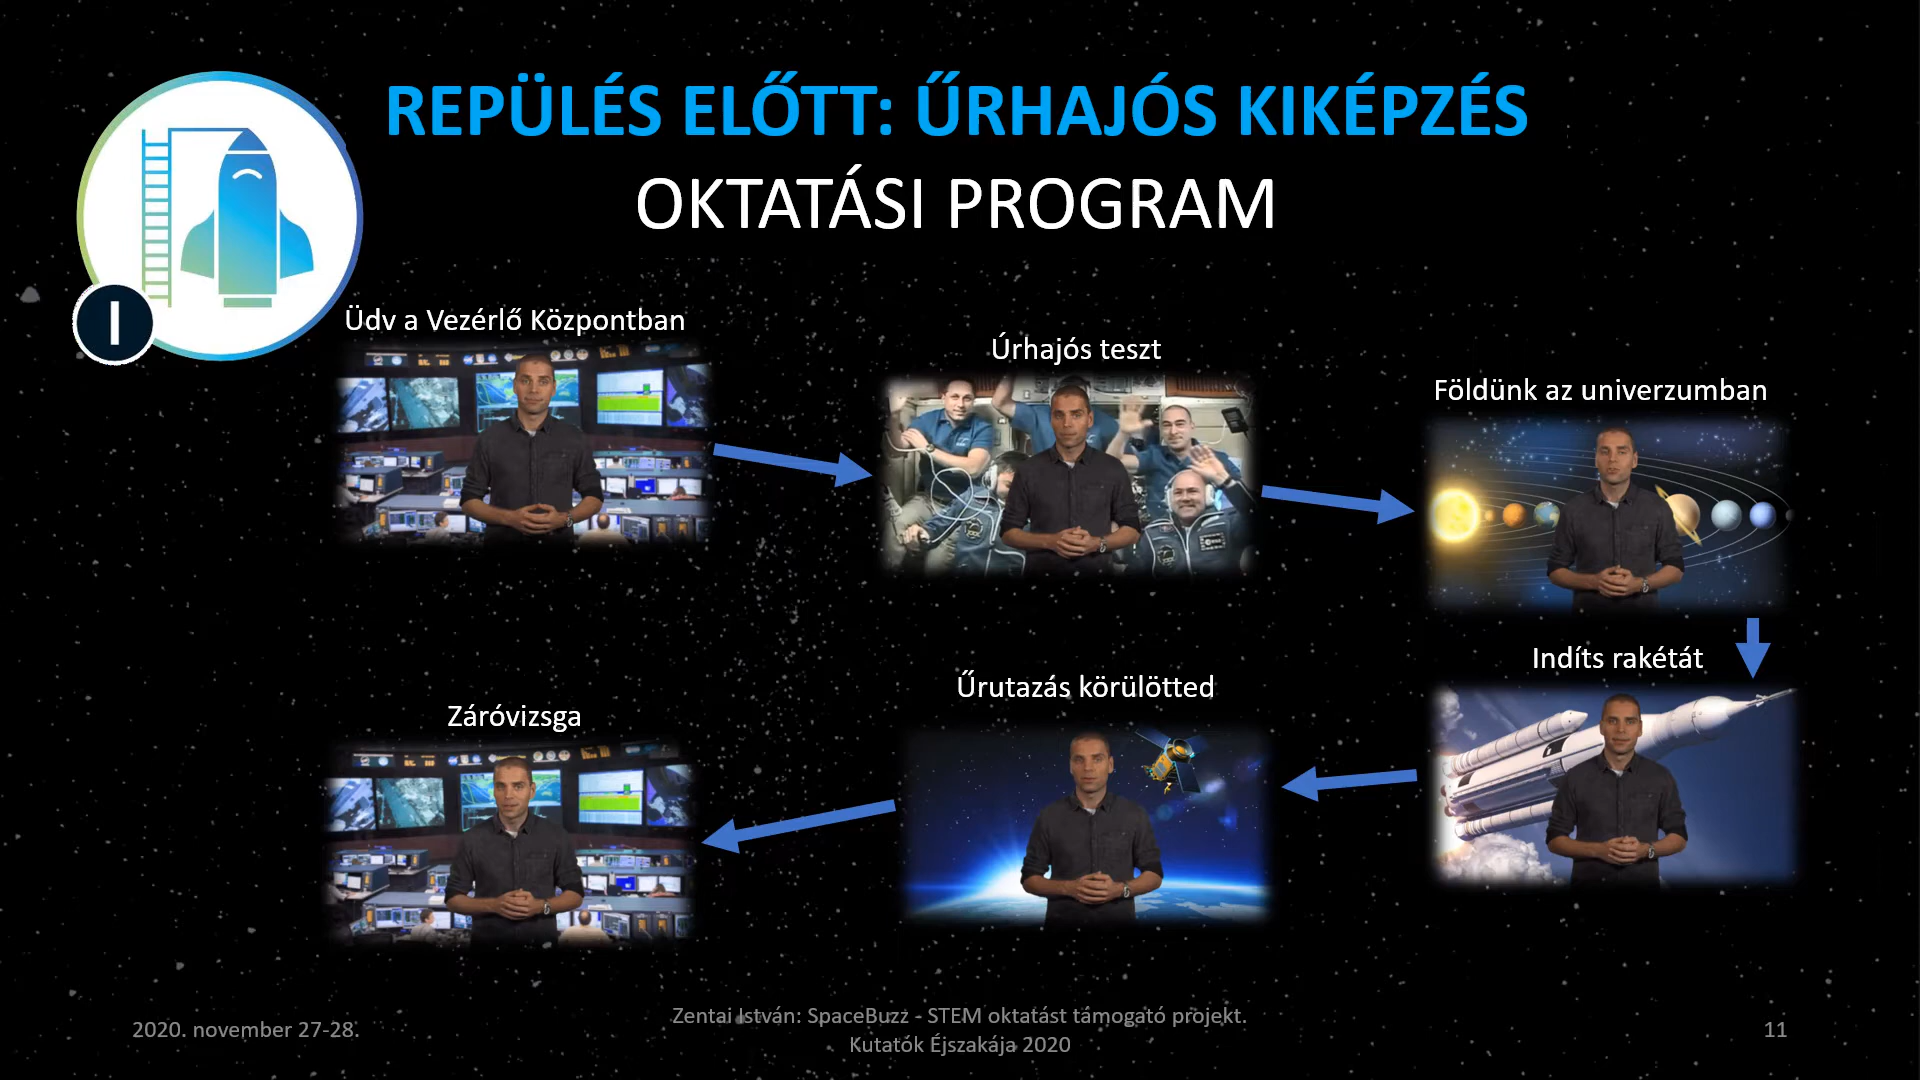 REPÜLÉS ELŐTT: ŰRHAJÓS KIKÉPZÉS
OKTATÁSI PROGRAM
I
Üdv a Vezérlő Központban
Úrhajós teszt
Földünk az univerzumban
Indíts rakétát
Űrutazás körülötted
Záróvizsga
2020. november 27-28.
Zentai István: SpaceBuzz - STEM oktatást támogató projekt.
Kutatók Éjszakája 2020
11